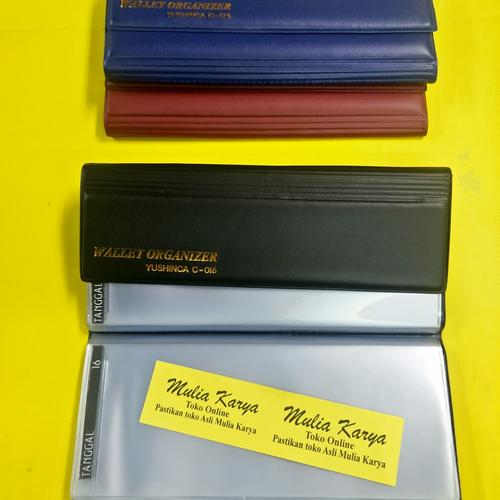 WALLET ORGANIZER
YUSHINCA C-016
WALLET ORGANIZER
YUSHINCA C-016
TANGGAL
16
TANGGAL
Mulia Karya
Toko Online
Pastikan toko Asli Mulia Karya
Mulia Karya
Toko Online
Pastikan toko Asli Mulia Karya